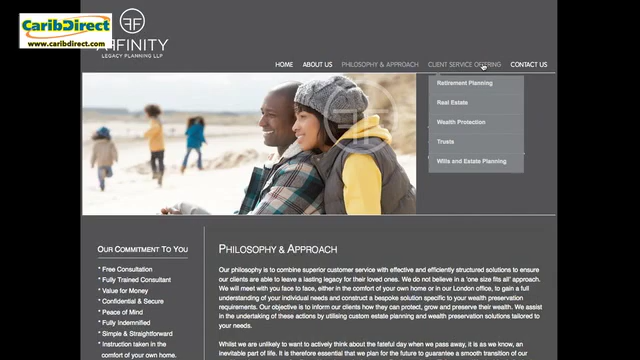 CaribDirect
www.caribdirect.com
AFFINITY
LEGACY PLANNING LLP
HOME ABOUT US PHILOSOPHY & APPROACH CLIENT SERVICE OFFERING CONTACT US
Retirement Planning
Real Estate
Wealth Protection
Trusts
Wills and Estate Planning
OUR COMMITMENT TO YOU
* Free Consultation
* Fully Trained Consultant
* Value for Money
* Confidential & Secure
* Peace of Mind
* Fully Indemnified
* Simple & Straightforward
* Instruction taken in the
comfort of your own home.
PHILOSOPHY & APPROACH
Our philosophy is to combine superior customer service with effective and efficiently structured solutions to ensure
our clients are able to leave a lasting legacy for their loved ones. We do not believe in a 'one size fits all' approach.
We will meet with you face to face, either in the comfort of your own home or in our London office, to gain a full
understanding of your individual needs and construct a bespoke solution specific to your wealth preservation
requirements. Our objective is to inform our clients how they can protect, grow and preserve their wealth. We assist
in the undertaking of these actions by utilising custom estate planning and wealth preservation solutions tailored to
your needs.
Whilst we are unlikely to want to actively think about the fateful day when we pass away, it is as we know, an
inevitable part of life. It is therefore essential that we plan for the future to guarantee a smooth transition of our